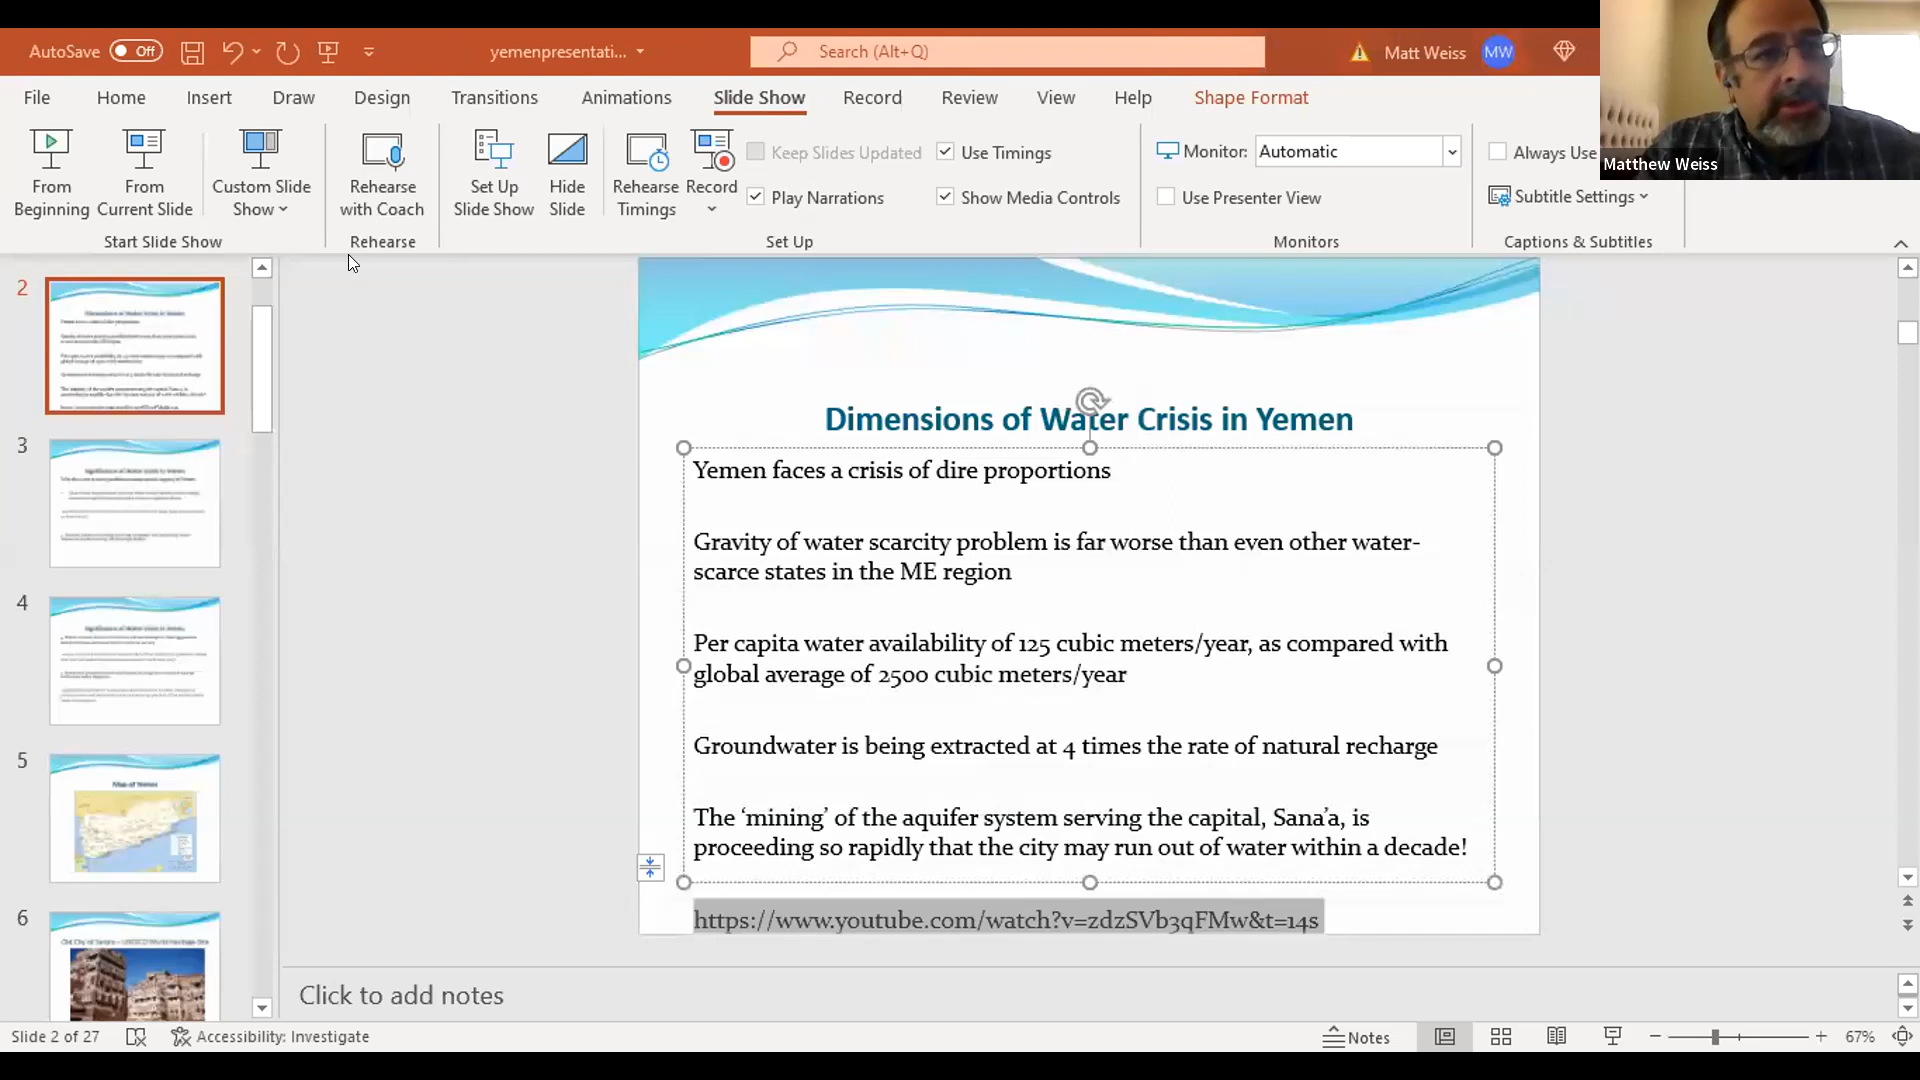 AutoSave Off yemenpresentati... Search (Alt+Q) Matt Weiss MW
File Home Insert Draw Design Transitions Animations Slide Show Record Review View Help Shape Format
From Beginning
From Current Slide
Custom Slide Show
Rehearse with Coach
Set Up Slide Show
Hide Slide
Rehearse Timings
Record
Keep Slides Updated
Play Narrations
Use Timings
Show Media Controls
Monitor: Automatic
Use Presenter View
Always Use
Subtitle Settings
Start Slide Show Rehearse Set Up Monitors Captions & Subtitles
Matthew Weiss
2
3
4
5
Map of Yemen
6
Dimensions of Water Crisis in Yemen
Yemen faces a crisis of dire proportions
Gravity of water scarcity problem is far worse than even other water-
scarce states in the ME region
Per capita water availability of 125 cubic meters/year, as compared with
global average of 2500 cubic meters/year
Groundwater is being extracted at 4 times the rate of natural recharge
The ‘mining’ of the aquifer system serving the capital, Sana’a, is
proceeding so rapidly that the city may run out of water within a decade!
https://www.youtube.com/watch?v=zdzSVb3qFMw&t=14s
Click to add notes
Slide 2 of 27 Accessibility: Investigate Notes 67%